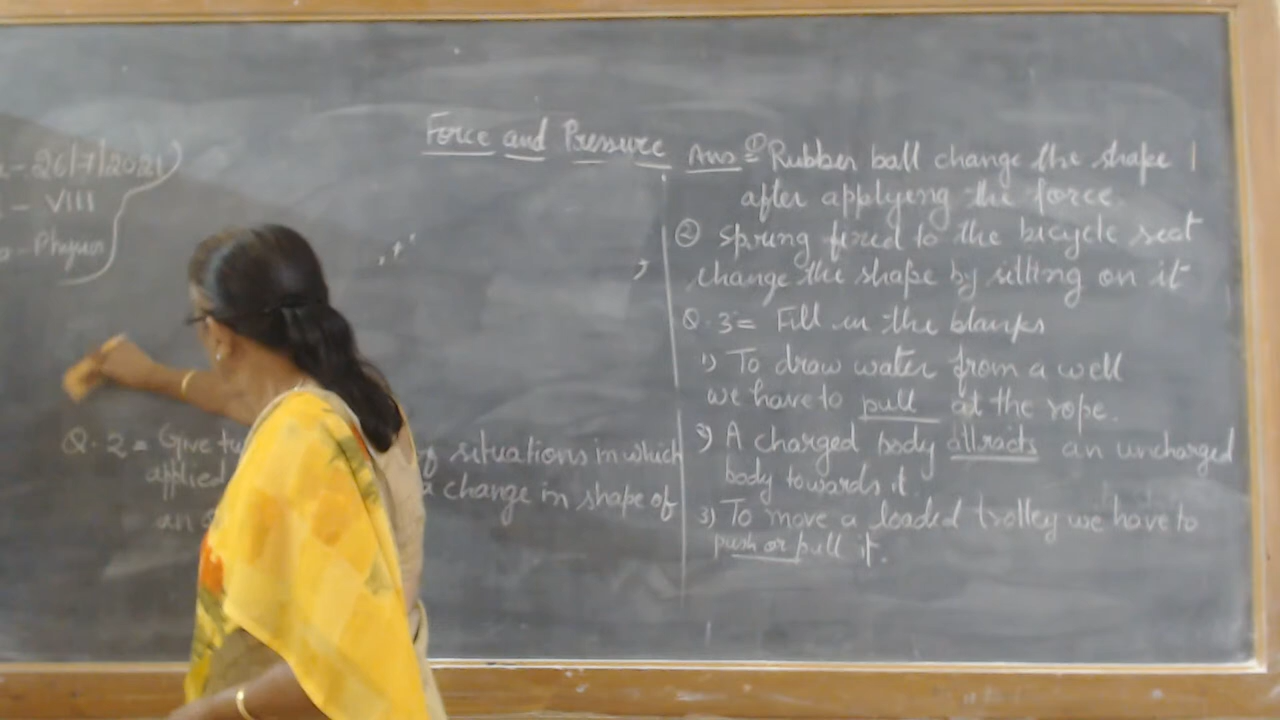 Force and Pressure
- 26/7/2021
- VIII
- Physics
Q. 2 = Give
of situations in which
applied
a change in shape of
an
Ans = ① Rubber ball change the shape
after applyeng the force.
② Spring fixed to the bicycle seat
change the shape by sitting on it
Q. 3 = Fill in the blanks
1) To draw water from a well
we have to pull at the rope.
2) A charged body attracts an uncharged
body towards it.
3) To move a loaded trolley we have to
push or pull it.